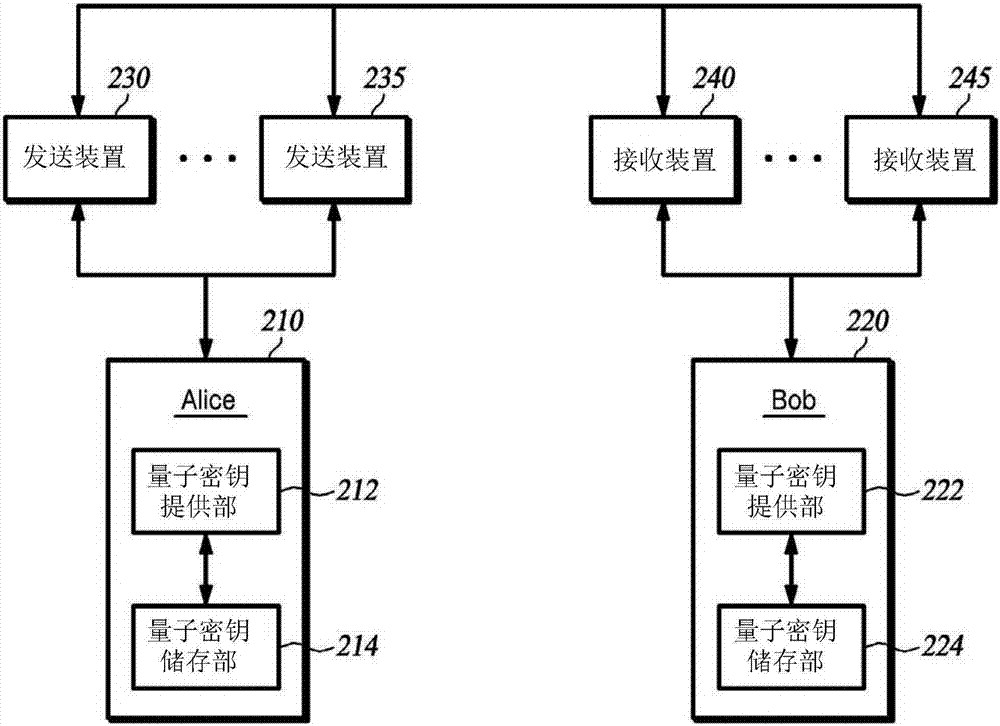 230
235
240
245
发送装置
发送装置
接收装置
接收装置
210
220
Alice
Bob
量子密钥
提供部
212
量子密钥
提供部
222
量子密钥
储存部
214
量子密钥
储存部
224